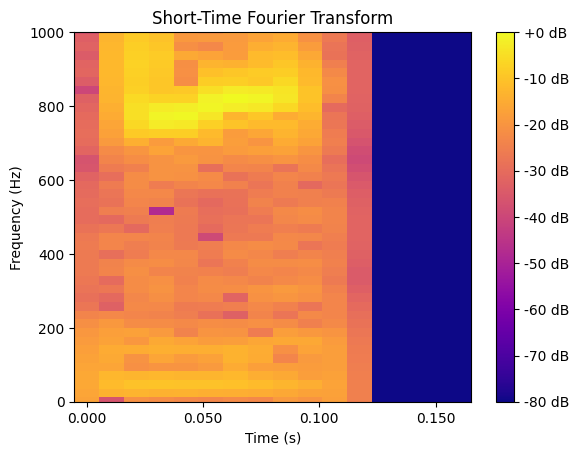 Short-Time Fourier Transform
1000
800
600
400
200
0
Frequency (Hz)
0.000
0.050
0.100
0.150
Time (s)
+0 dB
-10 dB
-20 dB
-30 dB
-40 dB
-50 dB
-60 dB
-70 dB
-80 dB